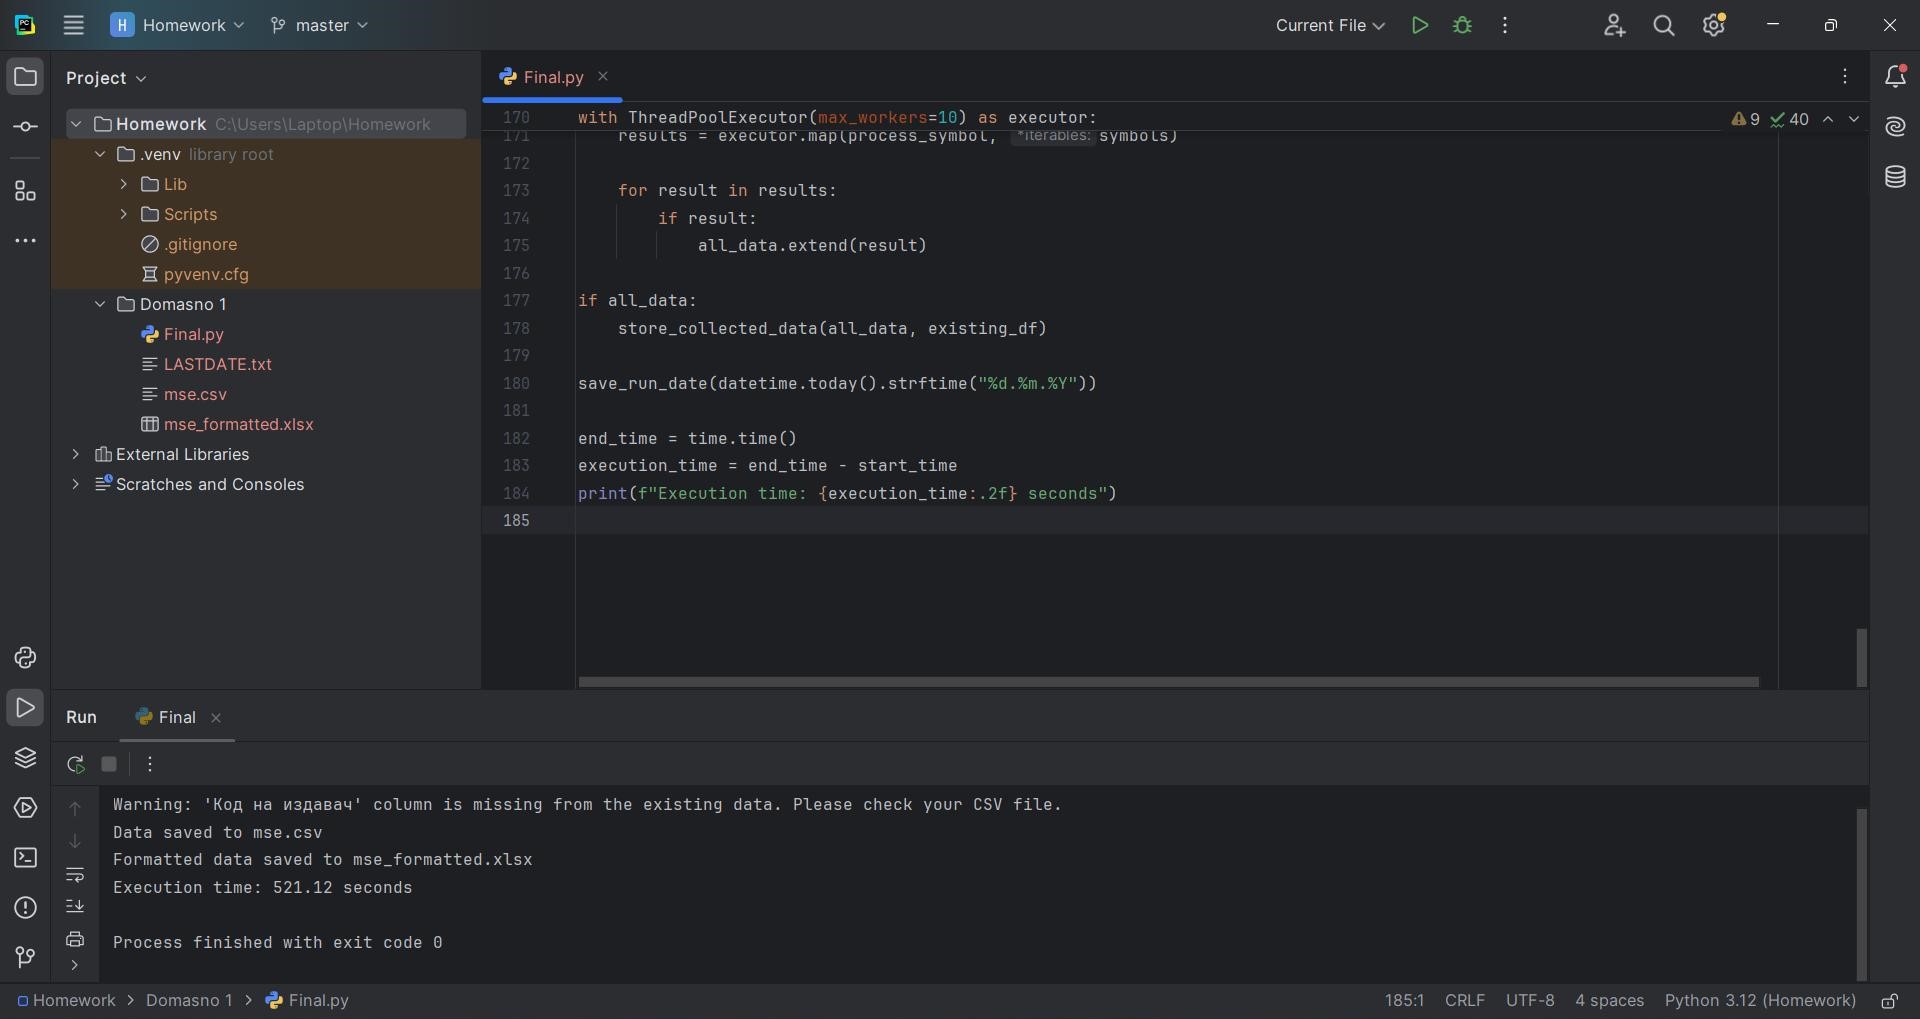 PC
H Homework master Current File
Project
Homework C:\Users\Laptop\Homework
.venv library root
Lib
Scripts
.gitignore
pyvenv.cfg
Domasno 1
Final.py
LASTDATE.txt
mse.csv
mse_formatted.xlsx
External Libraries
Scratches and Consoles
Final.py
9 40
170 with ThreadPoolExecutor(max_workers=10) as executor:
171 results = executor.map(process_symbol, *iterables: symbols)
172
173 for result in results:
174 if result:
175 all_data.extend(result)
176
177 if all_data:
178 store_collected_data(all_data, existing_df)
179
180 save_run_date(datetime.today().strftime("%d.%m.%Y"))
181
182 end_time = time.time()
183 execution_time = end_time - start_time
184 print(f"Execution time: {execution_time:.2f} seconds")
185
Run Final
Warning: 'Код на издавач' column is missing from the existing data. Please check your CSV file.
Data saved to mse.csv
Formatted data saved to mse_formatted.xlsx
Execution time: 521.12 seconds
Process finished with exit code 0
Homework > Domasno 1 > Final.py 185:1 CRLF UTF-8 4 spaces Python 3.12 (Homework)